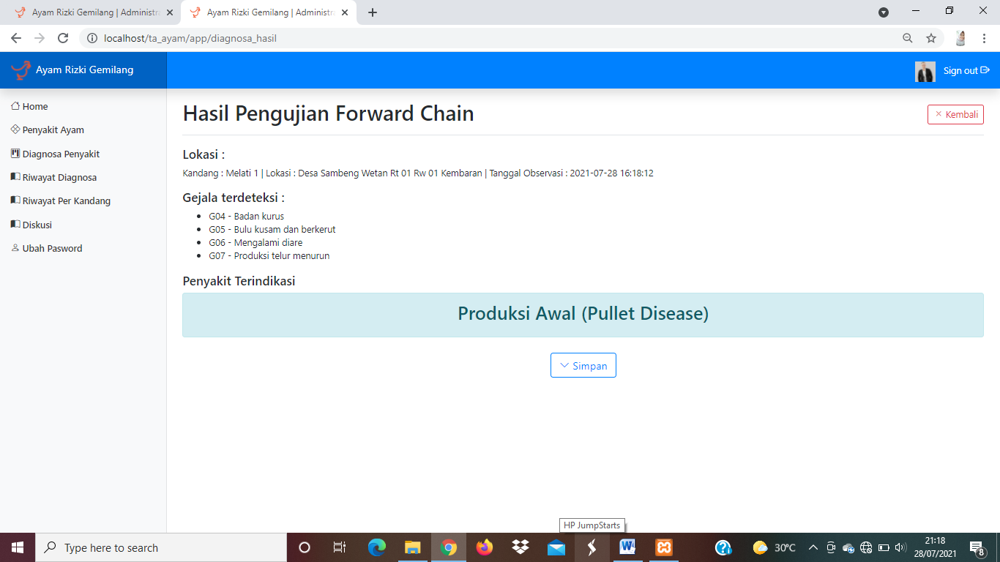 Ayam Rizki Gemilang | Administra
Ayam Rizki Gemilang | Administra
localhost/ta_ayam/app/diagnosa_hasil
Ayam Rizki Gemilang
Sign out
Home
Penyakit Ayam
Diagnosa Penyakit
Riwayat Diagnosa
Riwayat Per Kandang
Diskusi
Ubah Pasword
Hasil Pengujian Forward Chain
Kembali
Lokasi :
Kandang : Melati 1 | Lokasi : Desa Sambeng Wetan Rt 01 Rw 01 Kembaran | Tanggal Observasi : 2021-07-28 16:18:12
Gejala terdeteksi :
G04 - Badan kurus
G05 - Bulu kusam dan berkerut
G06 - Mengalami diare
G07 - Produksi telur menurun
Penyakit Terindikasi
Produksi Awal (Pullet Disease)
Simpan
HP JumpStarts
Type here to search
30°C
21:18
28/07/2021
8